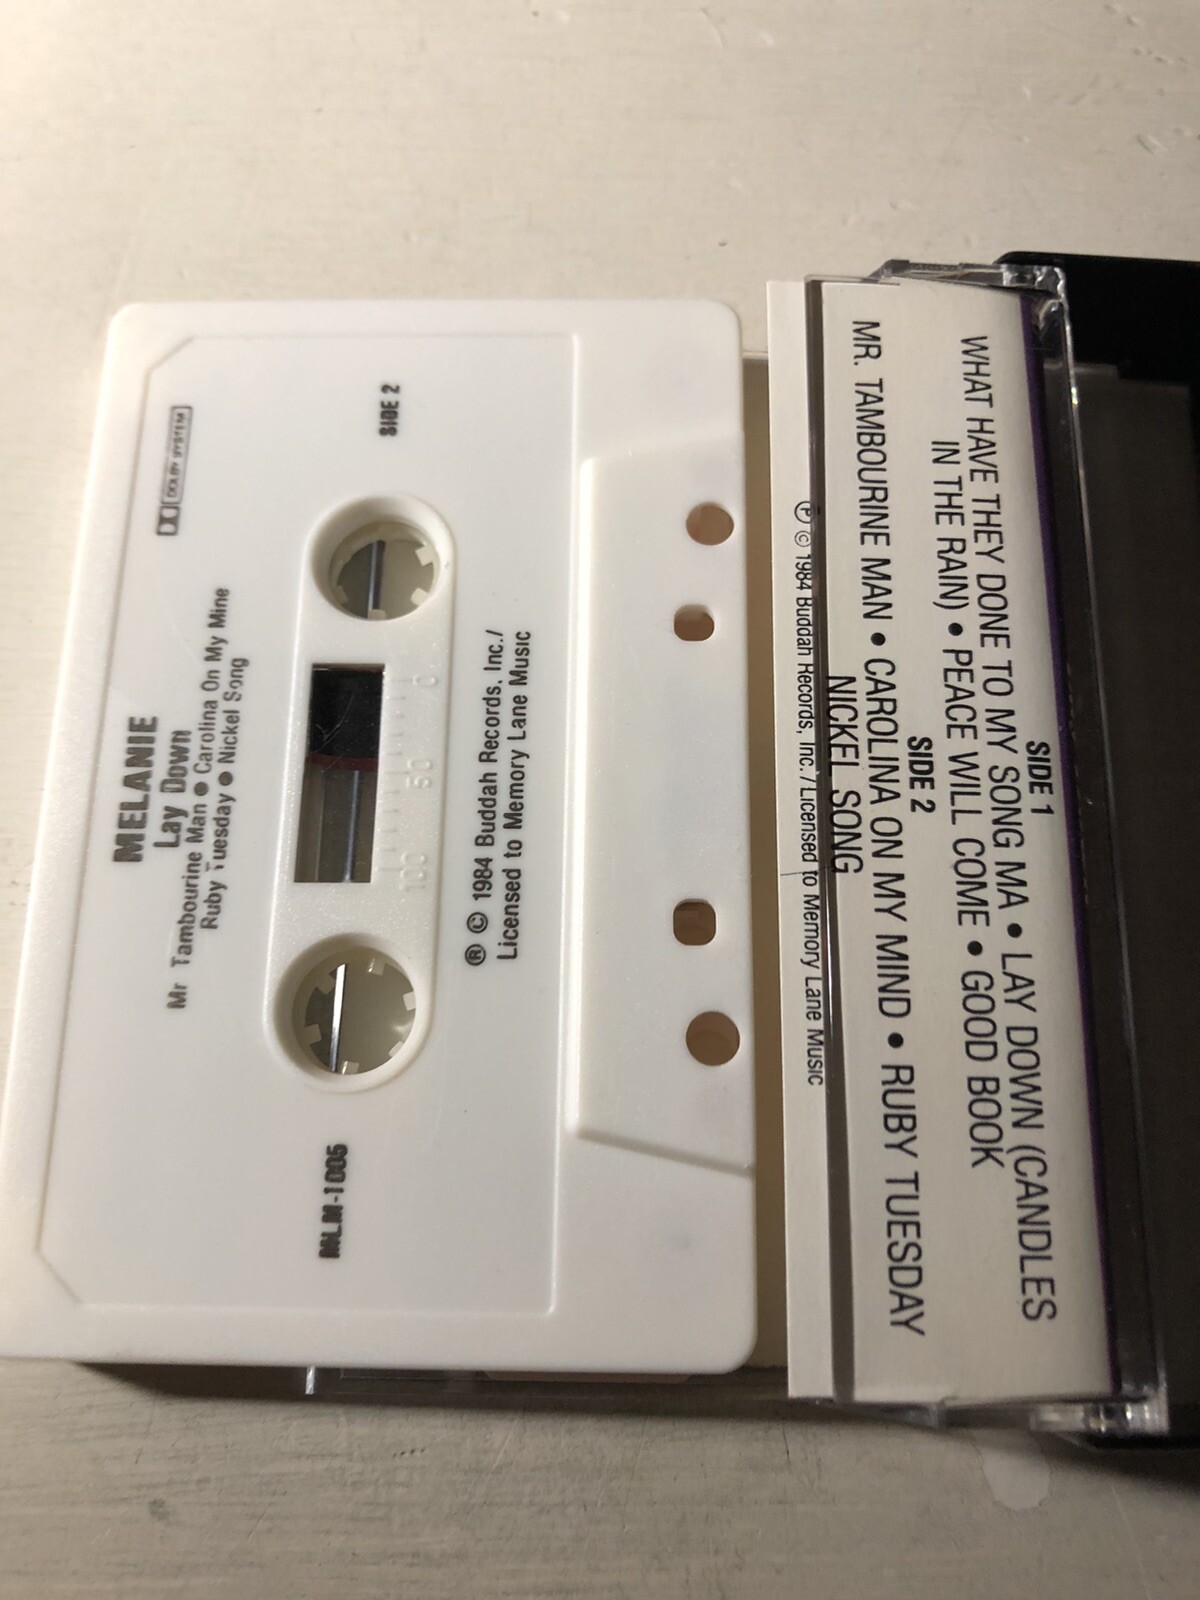 DOLBY SYSTEM
SIDE 2
MELANIE
Lay Down
Mr Tambourine Man ● Carolina On My Mine
Ruby Tuesday ● Nickel Song
0 50 100
MLM-1005
Ⓡ © 1984 Buddah Records, Inc./
Licensed to Memory Lane Music
SIDE 1
WHAT HAVE THEY DONE TO MY SONG MA • LAY DOWN (CANDLES
IN THE RAIN) • PEACE WILL COME • GOOD BOOK
SIDE 2
MR. TAMBOURINE MAN • CAROLINA ON MY MIND • RUBY TUESDAY
NICKEL SONG
Ⓟ © 1984 Buddah Records, Inc./Licensed to Memory Lane Music